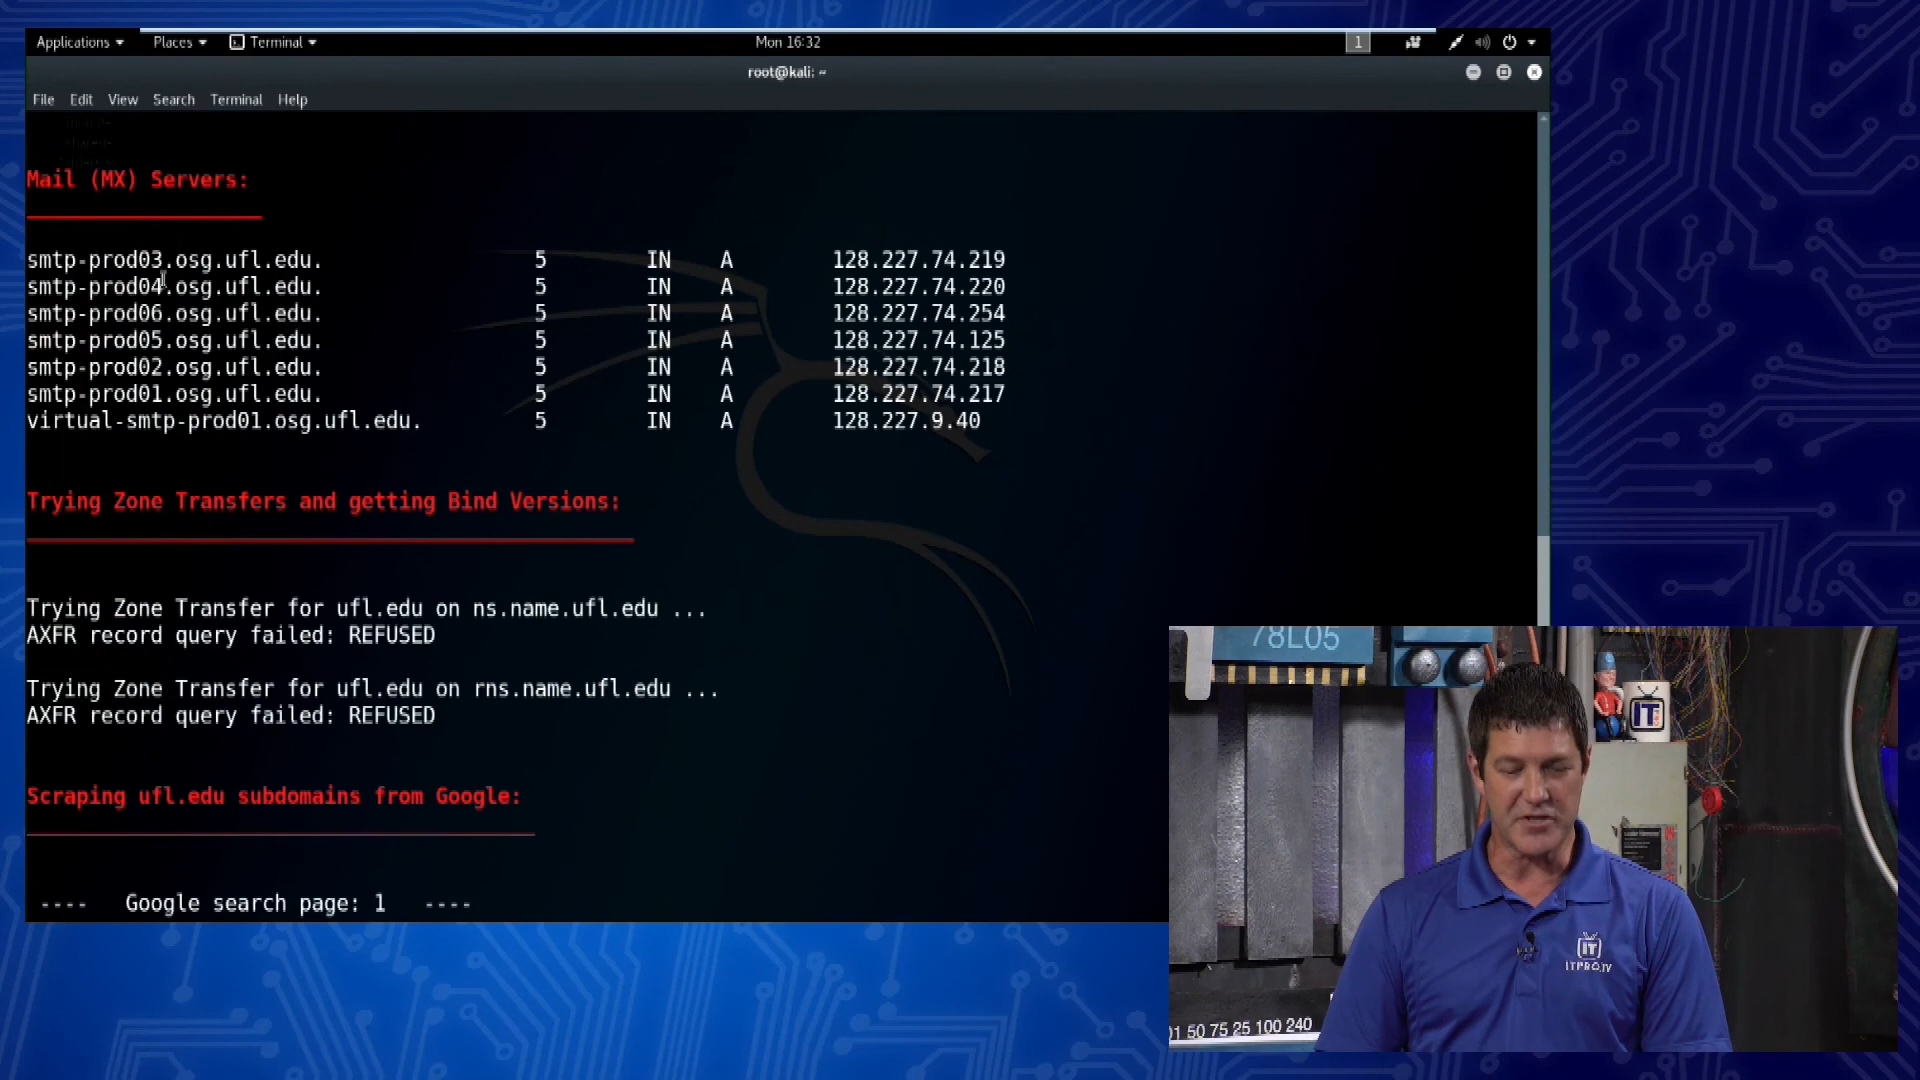 Applications Places Terminal Mon 16:32 1
root@kali: ~
File Edit View Search Terminal Help
Mail (MX) Servers:
smtp-prod03.osg.ufl.edu. 5 IN A 128.227.74.219
smtp-prod04.osg.ufl.edu. 5 IN A 128.227.74.220
smtp-prod06.osg.ufl.edu. 5 IN A 128.227.74.254
smtp-prod05.osg.ufl.edu. 5 IN A 128.227.74.125
smtp-prod02.osg.ufl.edu. 5 IN A 128.227.74.218
smtp-prod01.osg.ufl.edu. 5 IN A 128.227.74.217
virtual-smtp-prod01.osg.ufl.edu. 5 IN A 128.227.9.40
Trying Zone Transfers and getting Bind Versions:
Trying Zone Transfer for ufl.edu on ns.name.ufl.edu ...
AXFR record query failed: REFUSED
Trying Zone Transfer for ufl.edu on rns.name.ufl.edu ...
AXFR record query failed: REFUSED
Scraping ufl.edu subdomains from Google:
---- Google search page: 1 ----
78L05
IT
IT
ITPRO.TV
01 50 75 25 100 240